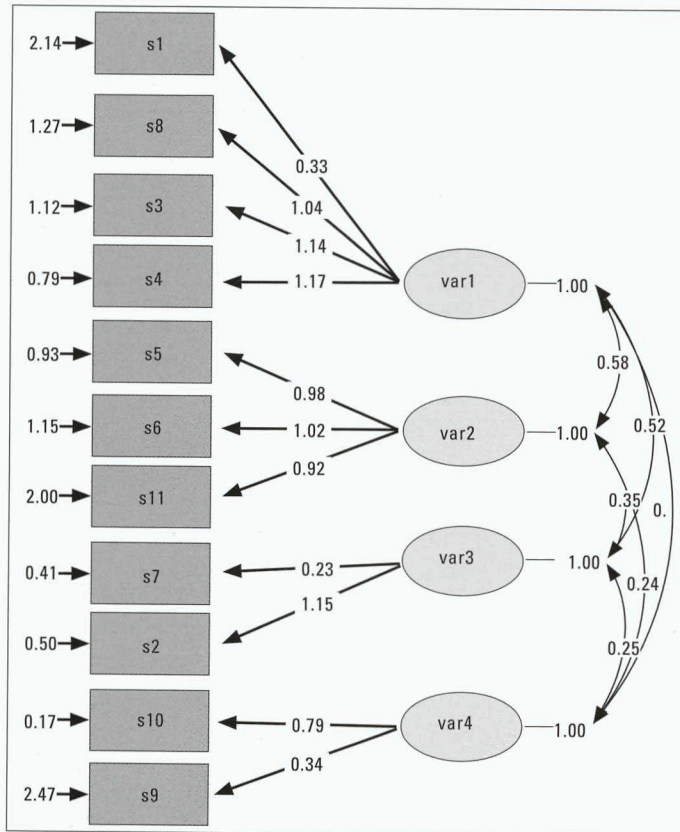 2.14 s1
1.27 s8
0.33
1.12 s3
1.04
1.14
0.79 s4 1.17 var1 1.00
0.93 s5
0.58
0.98
1.15 s6 1.02 var2 1.00
0.52
0.92
2.00 s11
0.35 0.
0.41 s7 0.23 var3 1.00
0.24
1.15
0.50 s2
0.25
0.17 s10 0.79 var4 1.00
0.34
2.47 s9